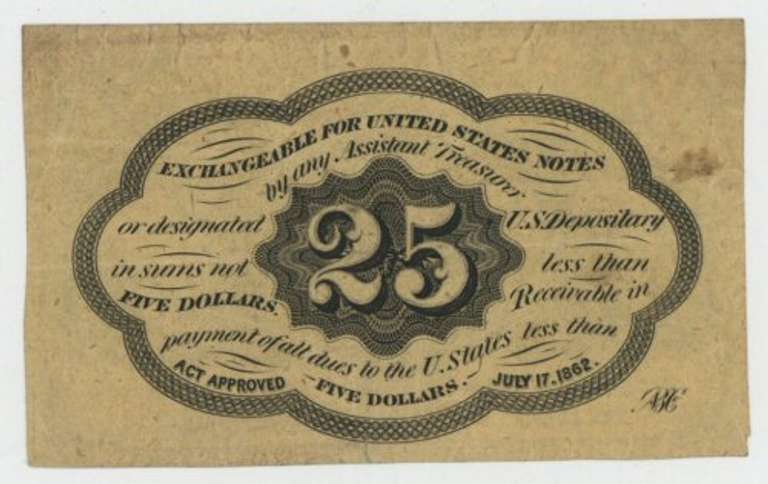 EXCHANGEABLE FOR UNITED STATES NOTES
by any Assistant Treasurer
or designated U.S. Depositary
in sums not less than
FIVE DOLLARS. Receivable in
payment of all dues to the U. States less than
FIVE DOLLARS.
25
ACT APPROVED JULY 17. 1862.
ABC